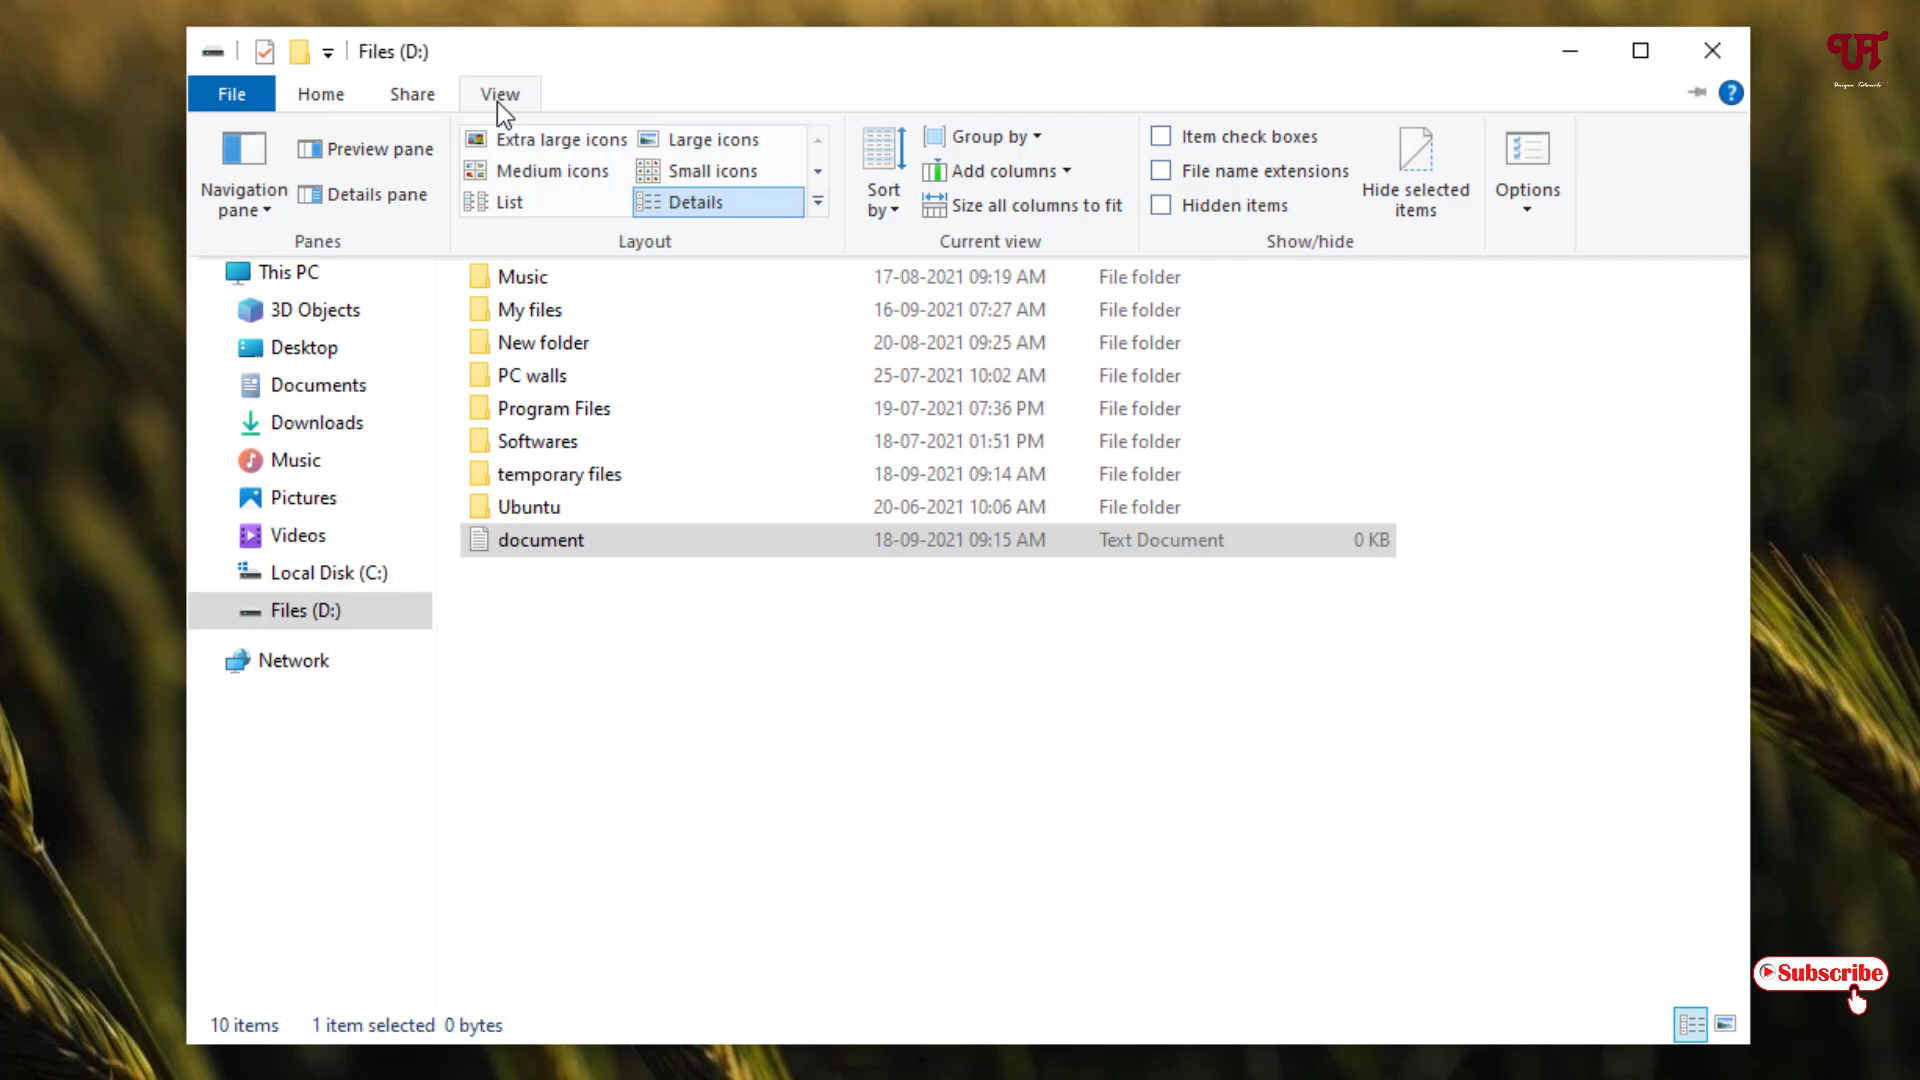 Files (D:)
File Home Share View
Navigation pane
Preview pane
Details pane
Panes
Extra large icons Large icons
Medium icons Small icons
List Details
Layout
Sort by
Group by
Add columns
Size all columns to fit
Current view
Item check boxes
File name extensions
Hidden items
Hide selected items
Show/hide
Options
This PC
3D Objects
Desktop
Documents
Downloads
Music
Pictures
Videos
Local Disk (C:)
Files (D:)
Network
Music 17-08-2021 09:19 AM File folder
My files 16-09-2021 07:27 AM File folder
New folder 20-08-2021 09:25 AM File folder
PC walls 25-07-2021 10:02 AM File folder
Program Files 19-07-2021 07:36 PM File folder
Softwares 18-07-2021 01:51 PM File folder
temporary files 18-09-2021 09:14 AM File folder
Ubuntu 20-06-2021 10:06 AM File folder
document 18-09-2021 09:15 AM Text Document 0 KB
10 items 1 item selected 0 bytes
UT
Unique Tutorials
Subscribe